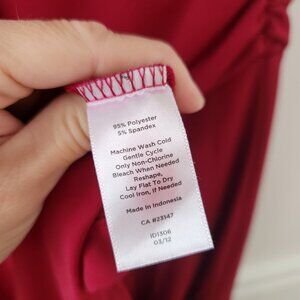 95% Polyester
5% Spandex
Machine Wash Cold
Gentle Cycle
Only Non-Chlorine
Bleach When Needed
Reshape,
Lay Flat To Dry
Cool Iron, If Needed
Made In Indonesia
CA #23147
ID1306
03/12